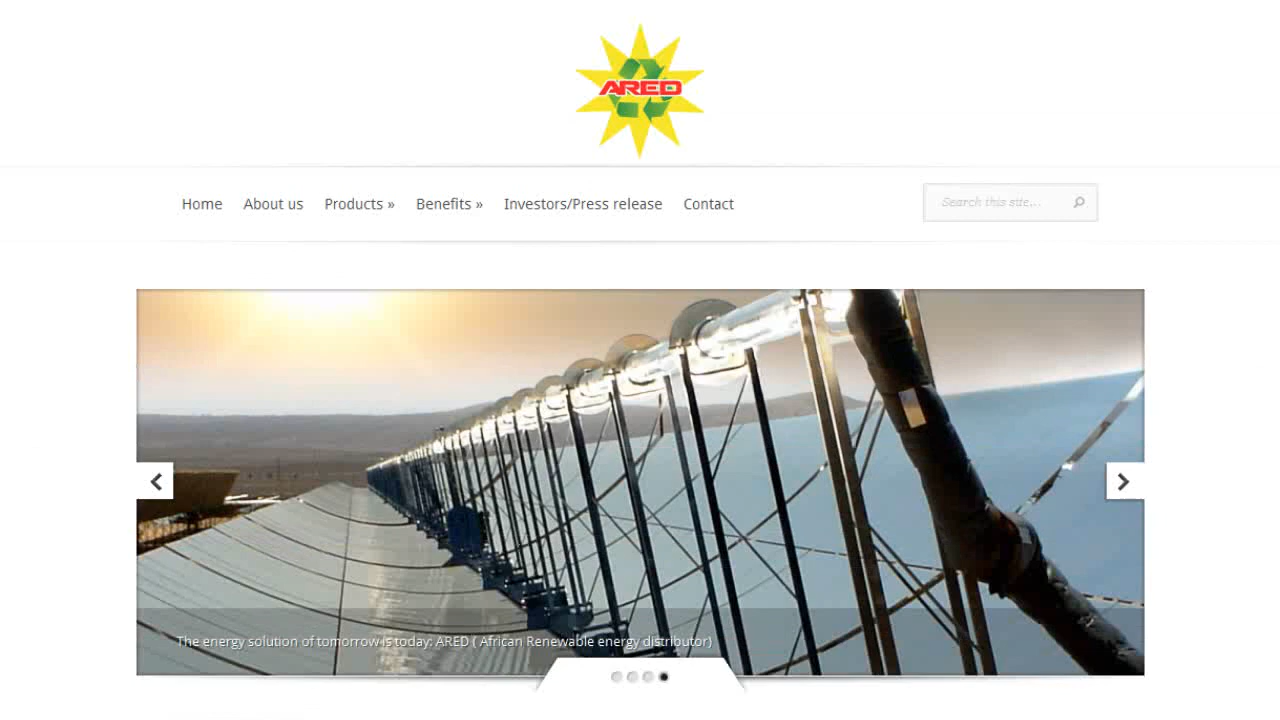 ARED
Home About us Products » Benefits » Investors/Press release Contact
Search this site...
The energy solution of tomorrow is today: ARED ( African Renewable energy distributor)